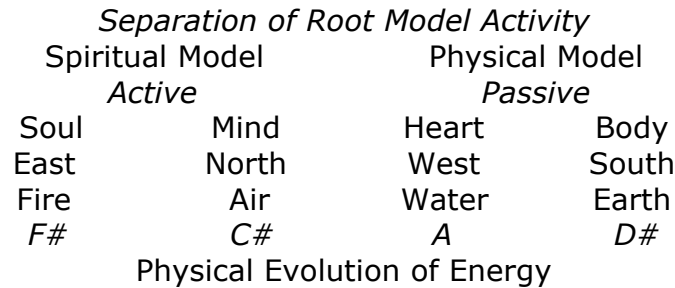 Separation of Root Model Activity
Spiritual Model Physical Model
Active Passive
Soul Mind Heart Body
East North West South
Fire Air Water Earth
F# C# A D#
Physical Evolution of Energy